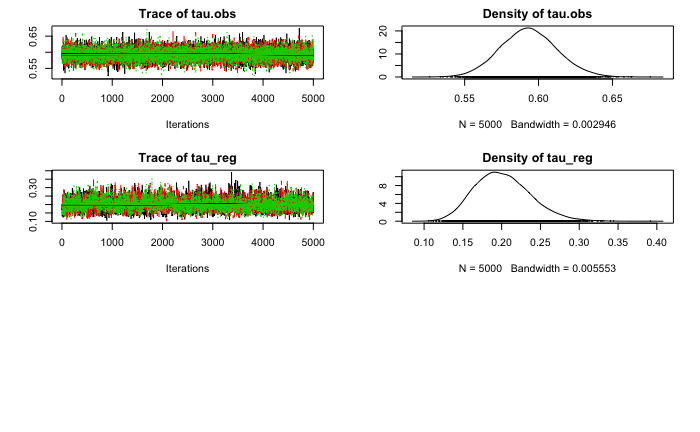 Trace of tau.obs
0.65
0.55
0 1000 2000 3000 4000 5000
Iterations
Density of tau.obs
20
10
0
0.55 0.60 0.65
N = 5000 Bandwidth = 0.002946
Trace of tau_reg
0.30
0.10
0 1000 2000 3000 4000 5000
Iterations
Density of tau_reg
8
4
0
0.10 0.15 0.20 0.25 0.30 0.35 0.40
N = 5000 Bandwidth = 0.005553